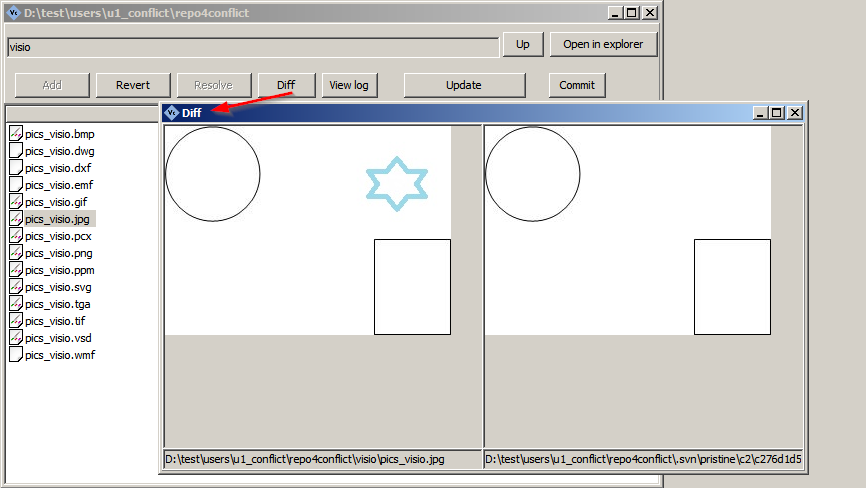 Vc D:\test\users\u1_conflict\repo4conflict
visio Up Open in explorer
Add Revert Resolve Diff View log Update Commit
Vc Diff
pics_visio.bmp
pics_visio.dwg
pics_visio.dxf
pics_visio.emf
pics_visio.gif
pics_visio.jpg
pics_visio.pcx
pics_visio.png
pics_visio.ppm
pics_visio.svg
pics_visio.tga
pics_visio.tif
pics_visio.vsd
pics_visio.wmf
D:\test\users\u1_conflict\repo4conflict\visio\pics_visio.jpg
D:\test\users\u1_conflict\repo4conflict\.svn\pristine\c2\c276d1d5